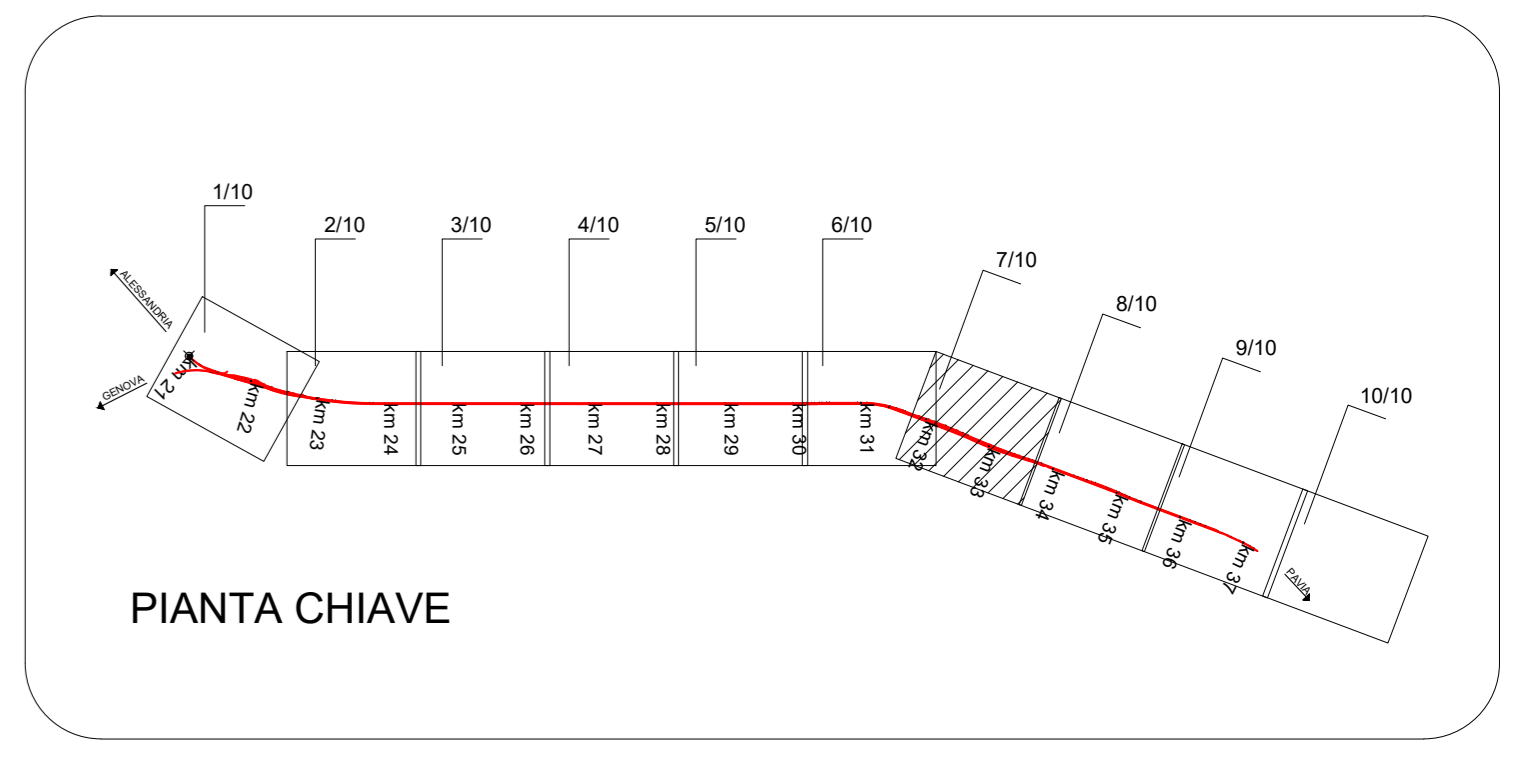 1/10
2/10
3/10
4/10
5/10
6/10
7/10
8/10
9/10
10/10
ALESSANDRIA
GENOVA
km 21
km 22
km 23
km 24
km 25
km 26
km 27
km 28
km 29
km 30
km 31
km 32
km 33
km 34
km 35
km 36
km 37
PAVIA
PIANTA CHIAVE